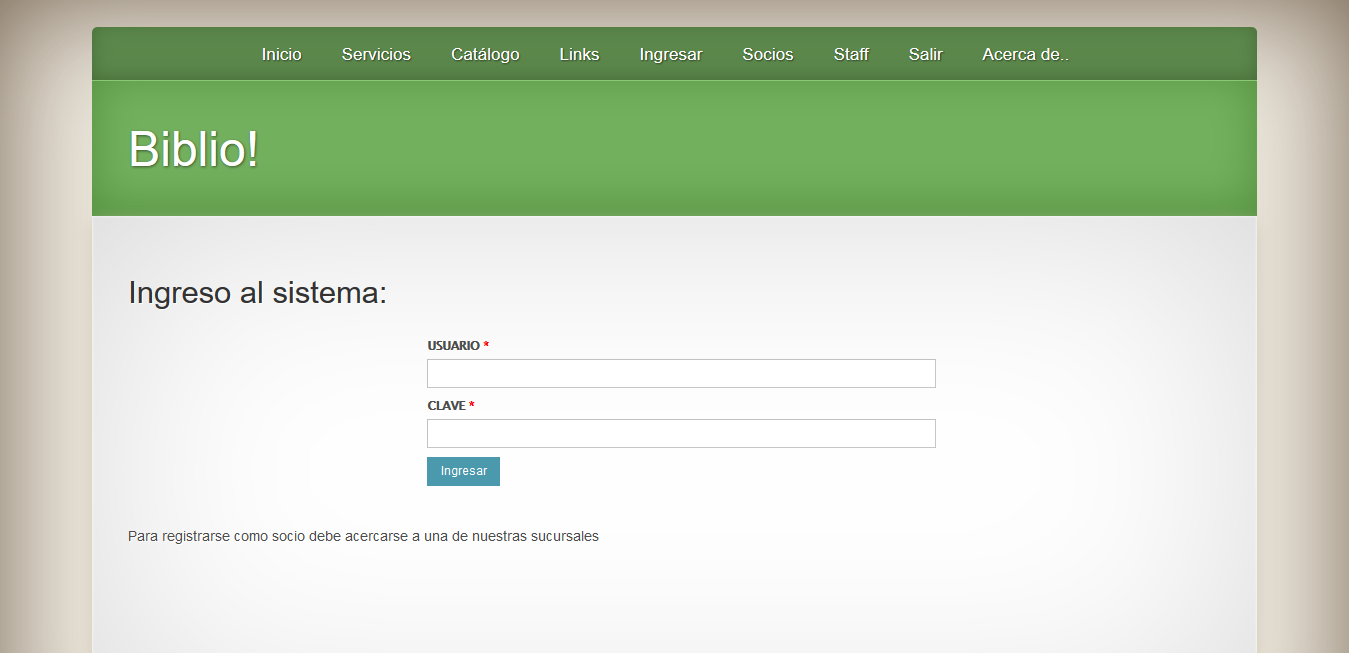 Inicio Servicios Catálogo Links Ingresar Socios Staff Salir Acerca de..
Biblio!
Ingreso al sistema:
USUARIO *
CLAVE *
Ingresar
Para registrarse como socio debe acercarse a una de nuestras sucursales